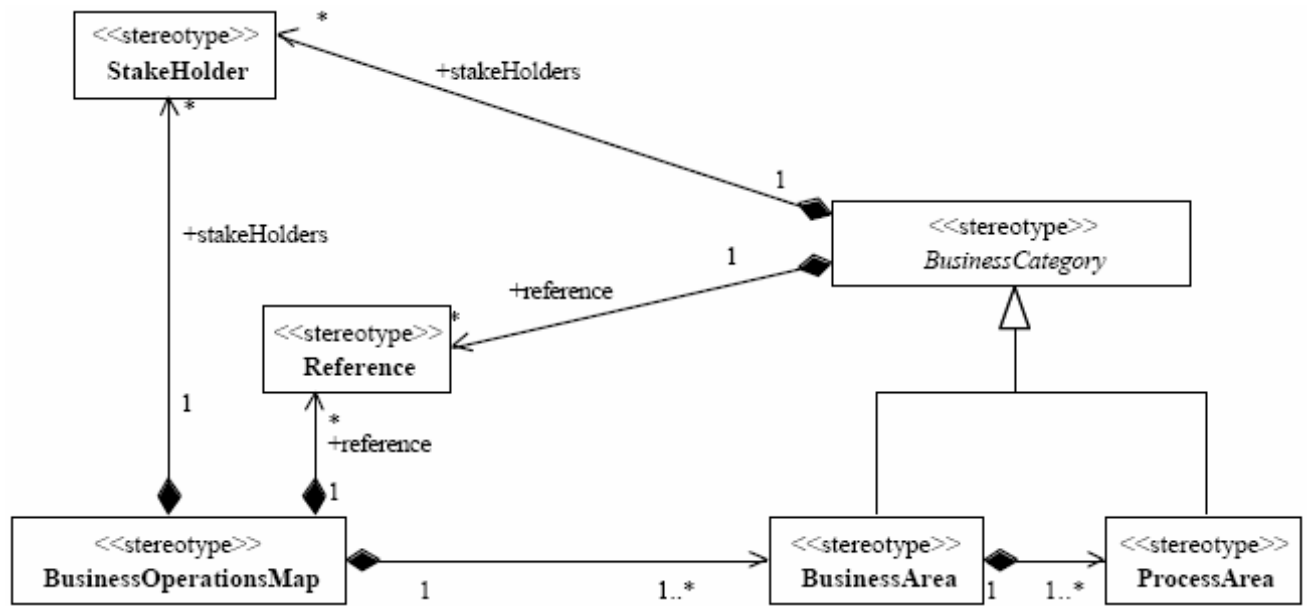 *
<<stereotype>>
StakeHolder
+stakeHolders
*
1
<<stereotype>>
BusinessCategory
+stakeHolders
1
+reference
<<stereotype>>
Reference
*
1
*
+reference
1
<<stereotype>>
BusinessOperationsMap
1
1..*
<<stereotype>>
BusinessArea
1
1..*
<<stereotype>>
ProcessArea